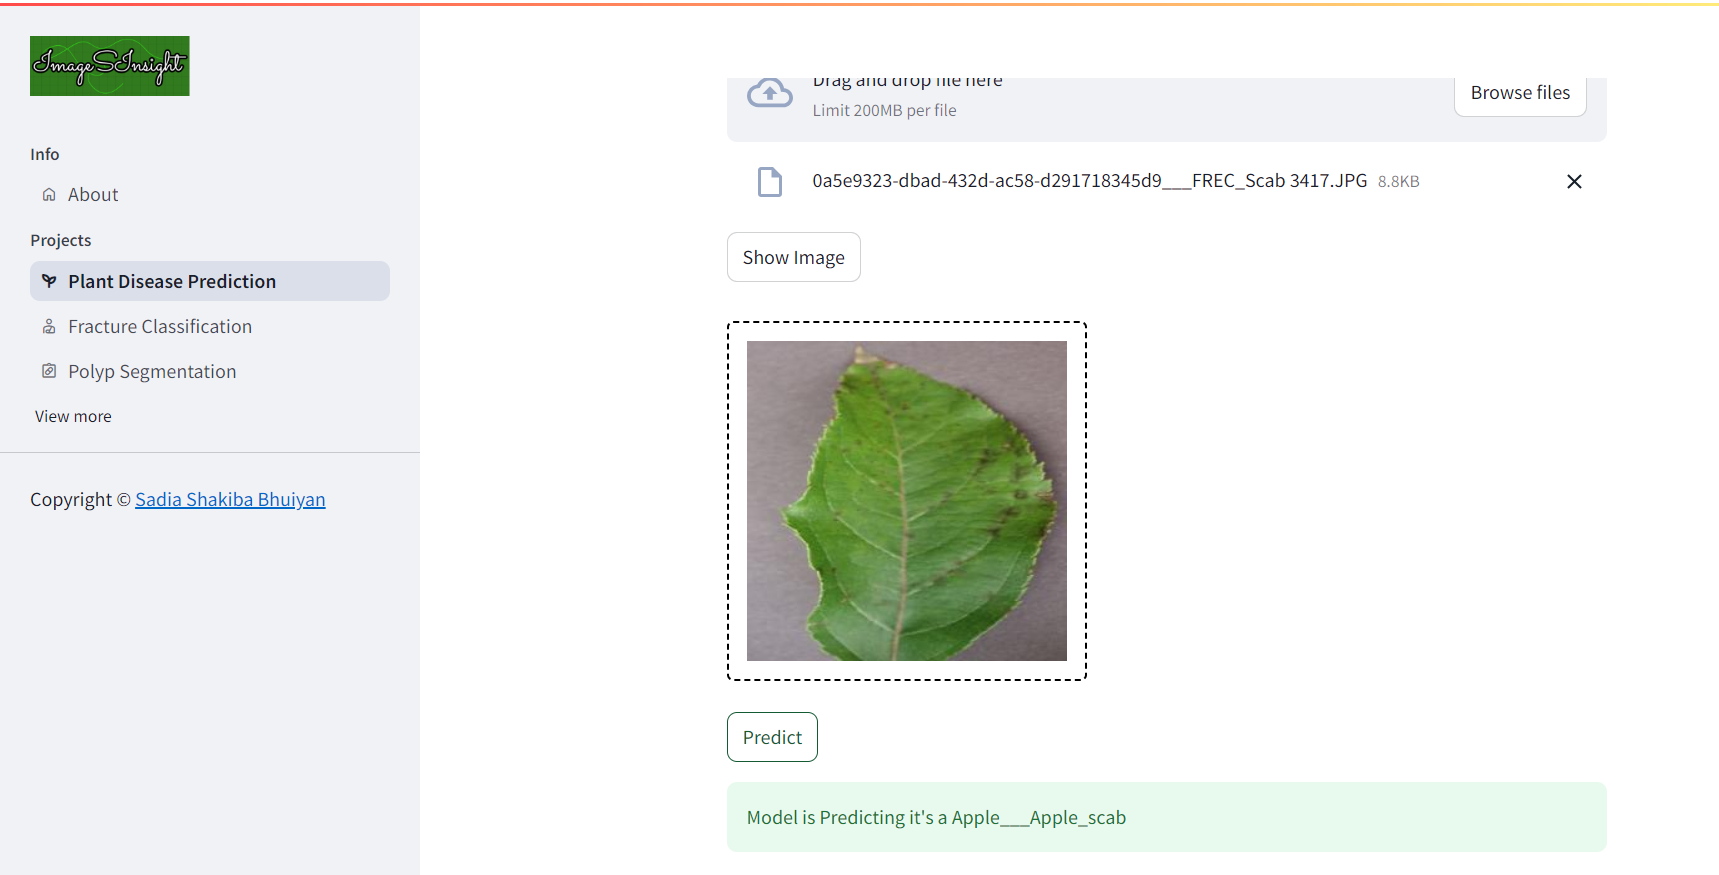 ImageSInsight
Info
About
Projects
Plant Disease Prediction
Fracture Classification
Polyp Segmentation
View more
Copyright © Sadia Shakiba Bhuiyan
Drag and drop file here
Limit 200MB per file
Browse files
0a5e9323-dbad-432d-ac58-d291718345d9___FREC_Scab 3417.JPG 8.8KB
Show Image
Predict
Model is Predicting it's a Apple___Apple_scab